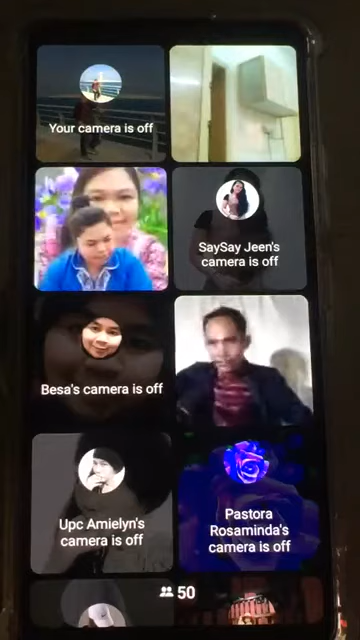 Your camera is off
SaySay Jeen's
camera is off
Besa's camera is off
Upc Amielyn's
camera is off
Pastora
Rosaminda's
camera is off
50